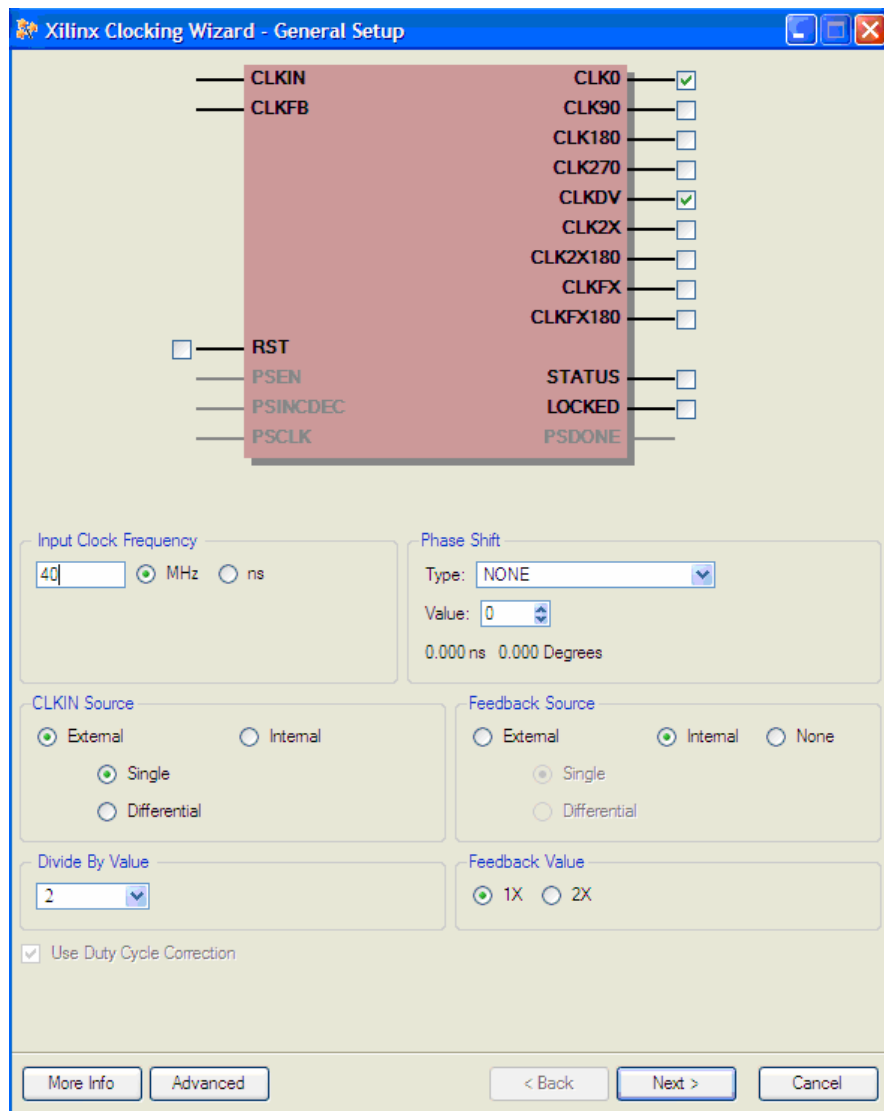 Xilinx Clocking Wizard - General Setup
CLKIN CLK0
CLKFB CLK90
CLK180
CLK270
CLKDV
CLK2X
CLK2X180
CLKFX
CLKFX180
RST
PSEN STATUS
PSINCDEC LOCKED
PSCLK PSDONE
Input Clock Frequency
40 MHz ns
Phase Shift
Type: NONE
Value: 0
0.000 ns 0.000 Degrees
CLKIN Source
External Internal
Single
Differential
Feedback Source
External Internal None
Single
Differential
Divide By Value
2
Feedback Value
1X 2X
Use Duty Cycle Correction
More Info Advanced < Back Next > Cancel